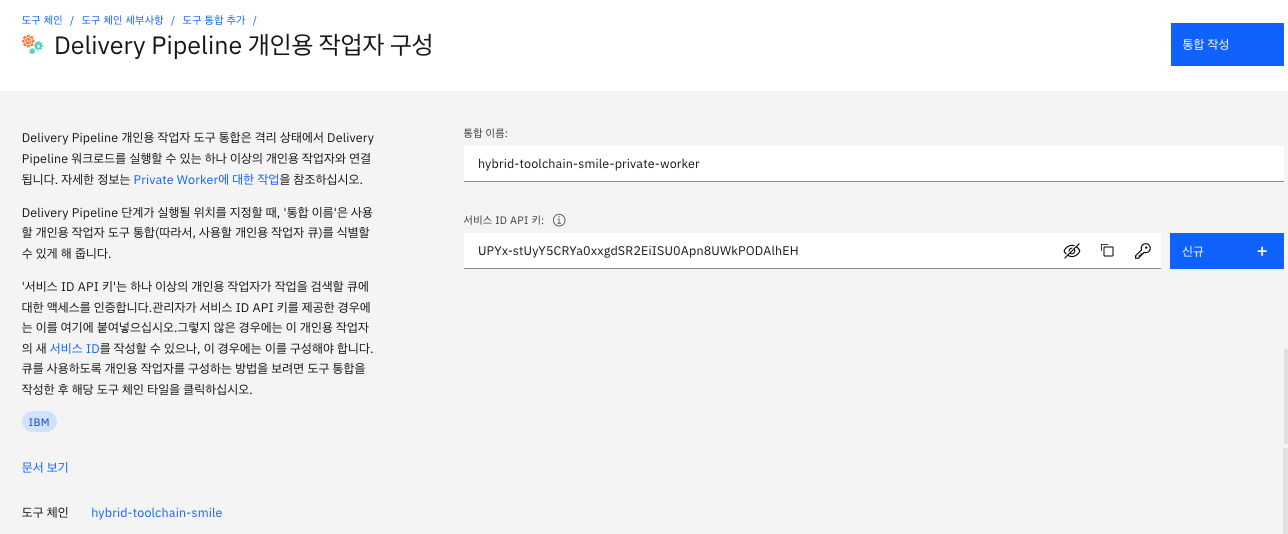 도구 체인 / 도구 체인 세부사항 / 도구 통합 추가 /
Delivery Pipeline 개인용 작업자 구성
통합 작성
Delivery Pipeline 개인용 작업자 도구 통합은 격리 상태에서 Delivery
Pipeline 워크로드를 실행할 수 있는 하나 이상의 개인용 작업자와 연결
됩니다. 자세한 정보는 Private Worker에 대한 작업을 참조하십시오.
Delivery Pipeline 단계가 실행될 위치를 지정할 때, '통합 이름'은 사용
할 개인용 작업자 도구 통합(따라서, 사용할 개인용 작업자 큐)를 식별할
수 있게 해 줍니다.
'서비스 ID API 키'는 하나 이상의 개인용 작업자가 작업을 검색할 큐에
대한 액세스를 인증합니다.관리자가 서비스 ID API 키를 제공한 경우에
는 이를 여기에 붙여넣으십시오.그렇지 않은 경우에는 이 개인용 작업자
의 새 서비스 ID를 작성할 수 있으나, 이 경우에는 이를 구성해야 합니다.
큐를 사용하도록 개인용 작업자를 구성하는 방법을 보려면 도구 통합을
작성한 후 해당 도구 체인 타일을 클릭하십시오.
IBM
문서 보기
도구 체인 hybrid-toolchain-smile
통합 이름:
hybrid-toolchain-smile-private-worker
서비스 ID API 키:
UPYx-stUyY5CRYa0xxgdSR2EiISU0Apn8UWkPODAlhEH
신규 +